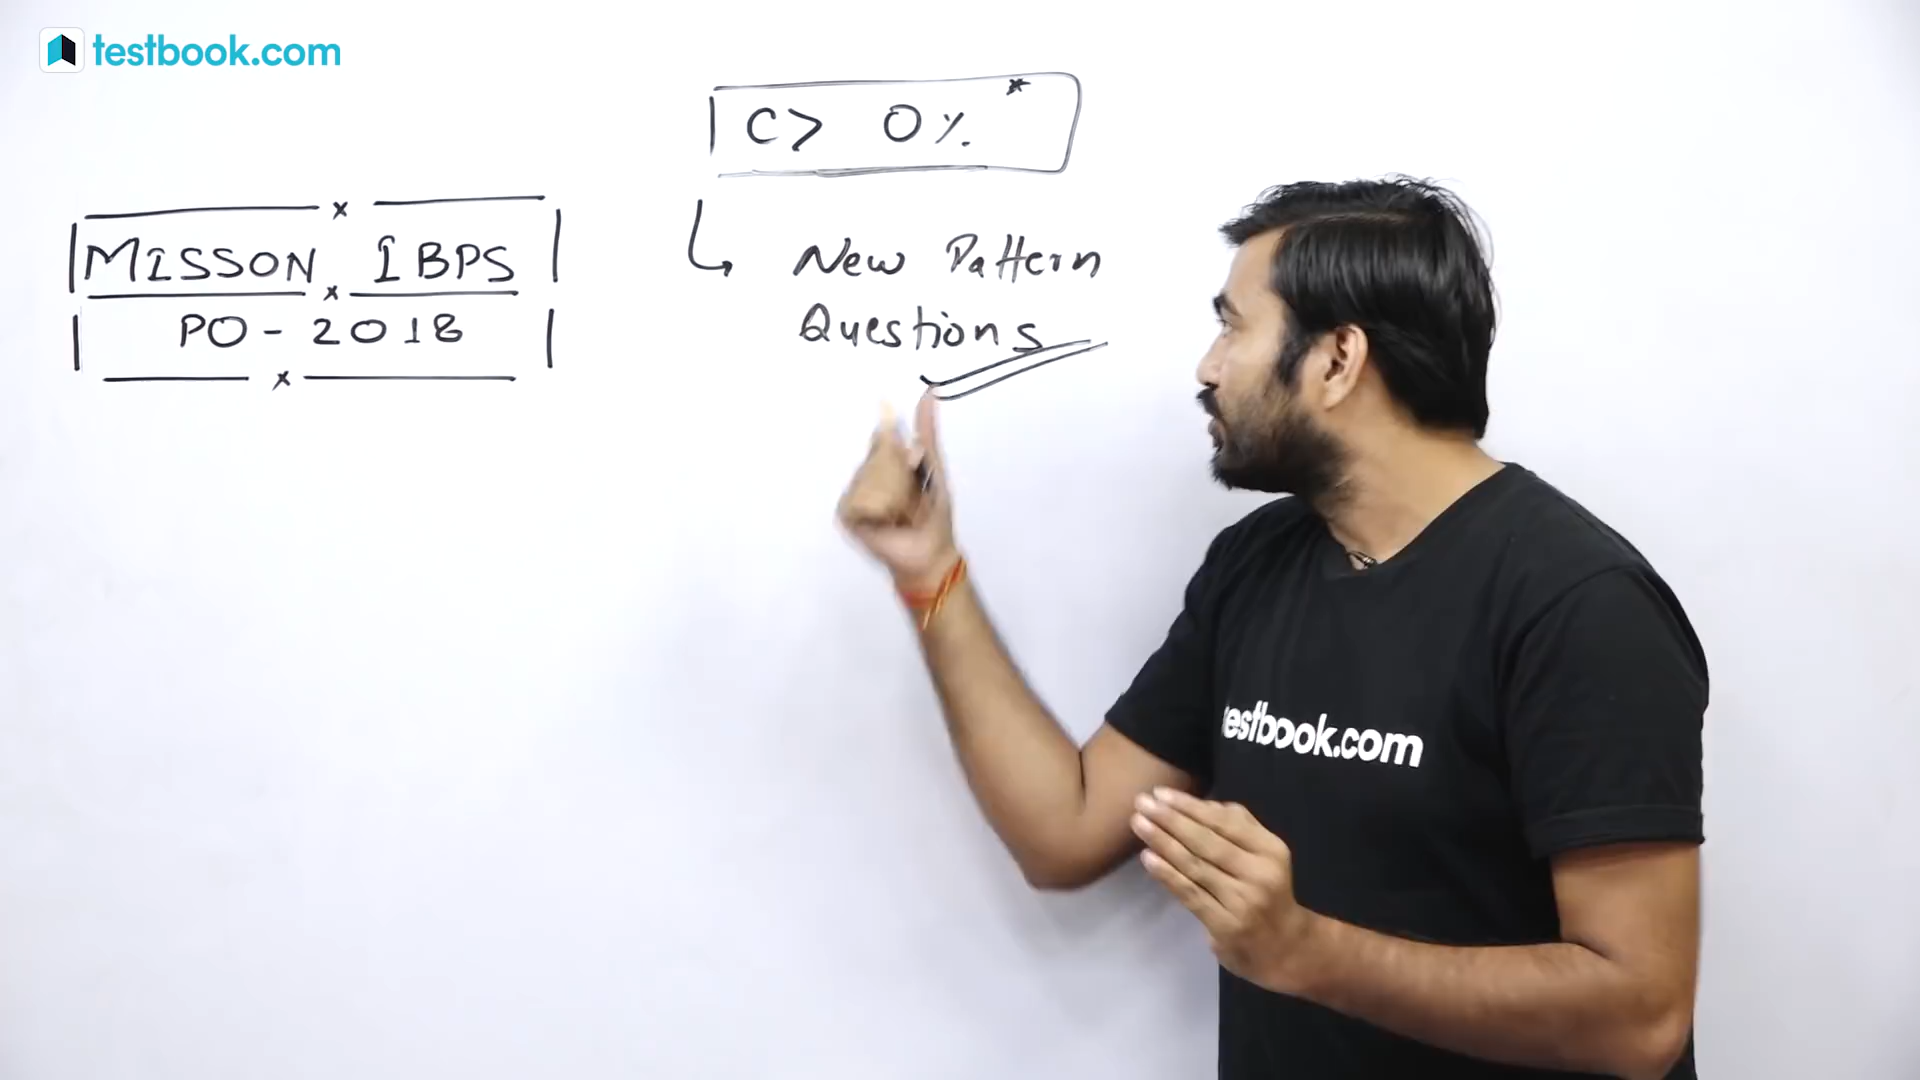 testbook.com
C> 0%.
MISSON IBPS
PO-2018
New Pattern
Questions
testbook.com